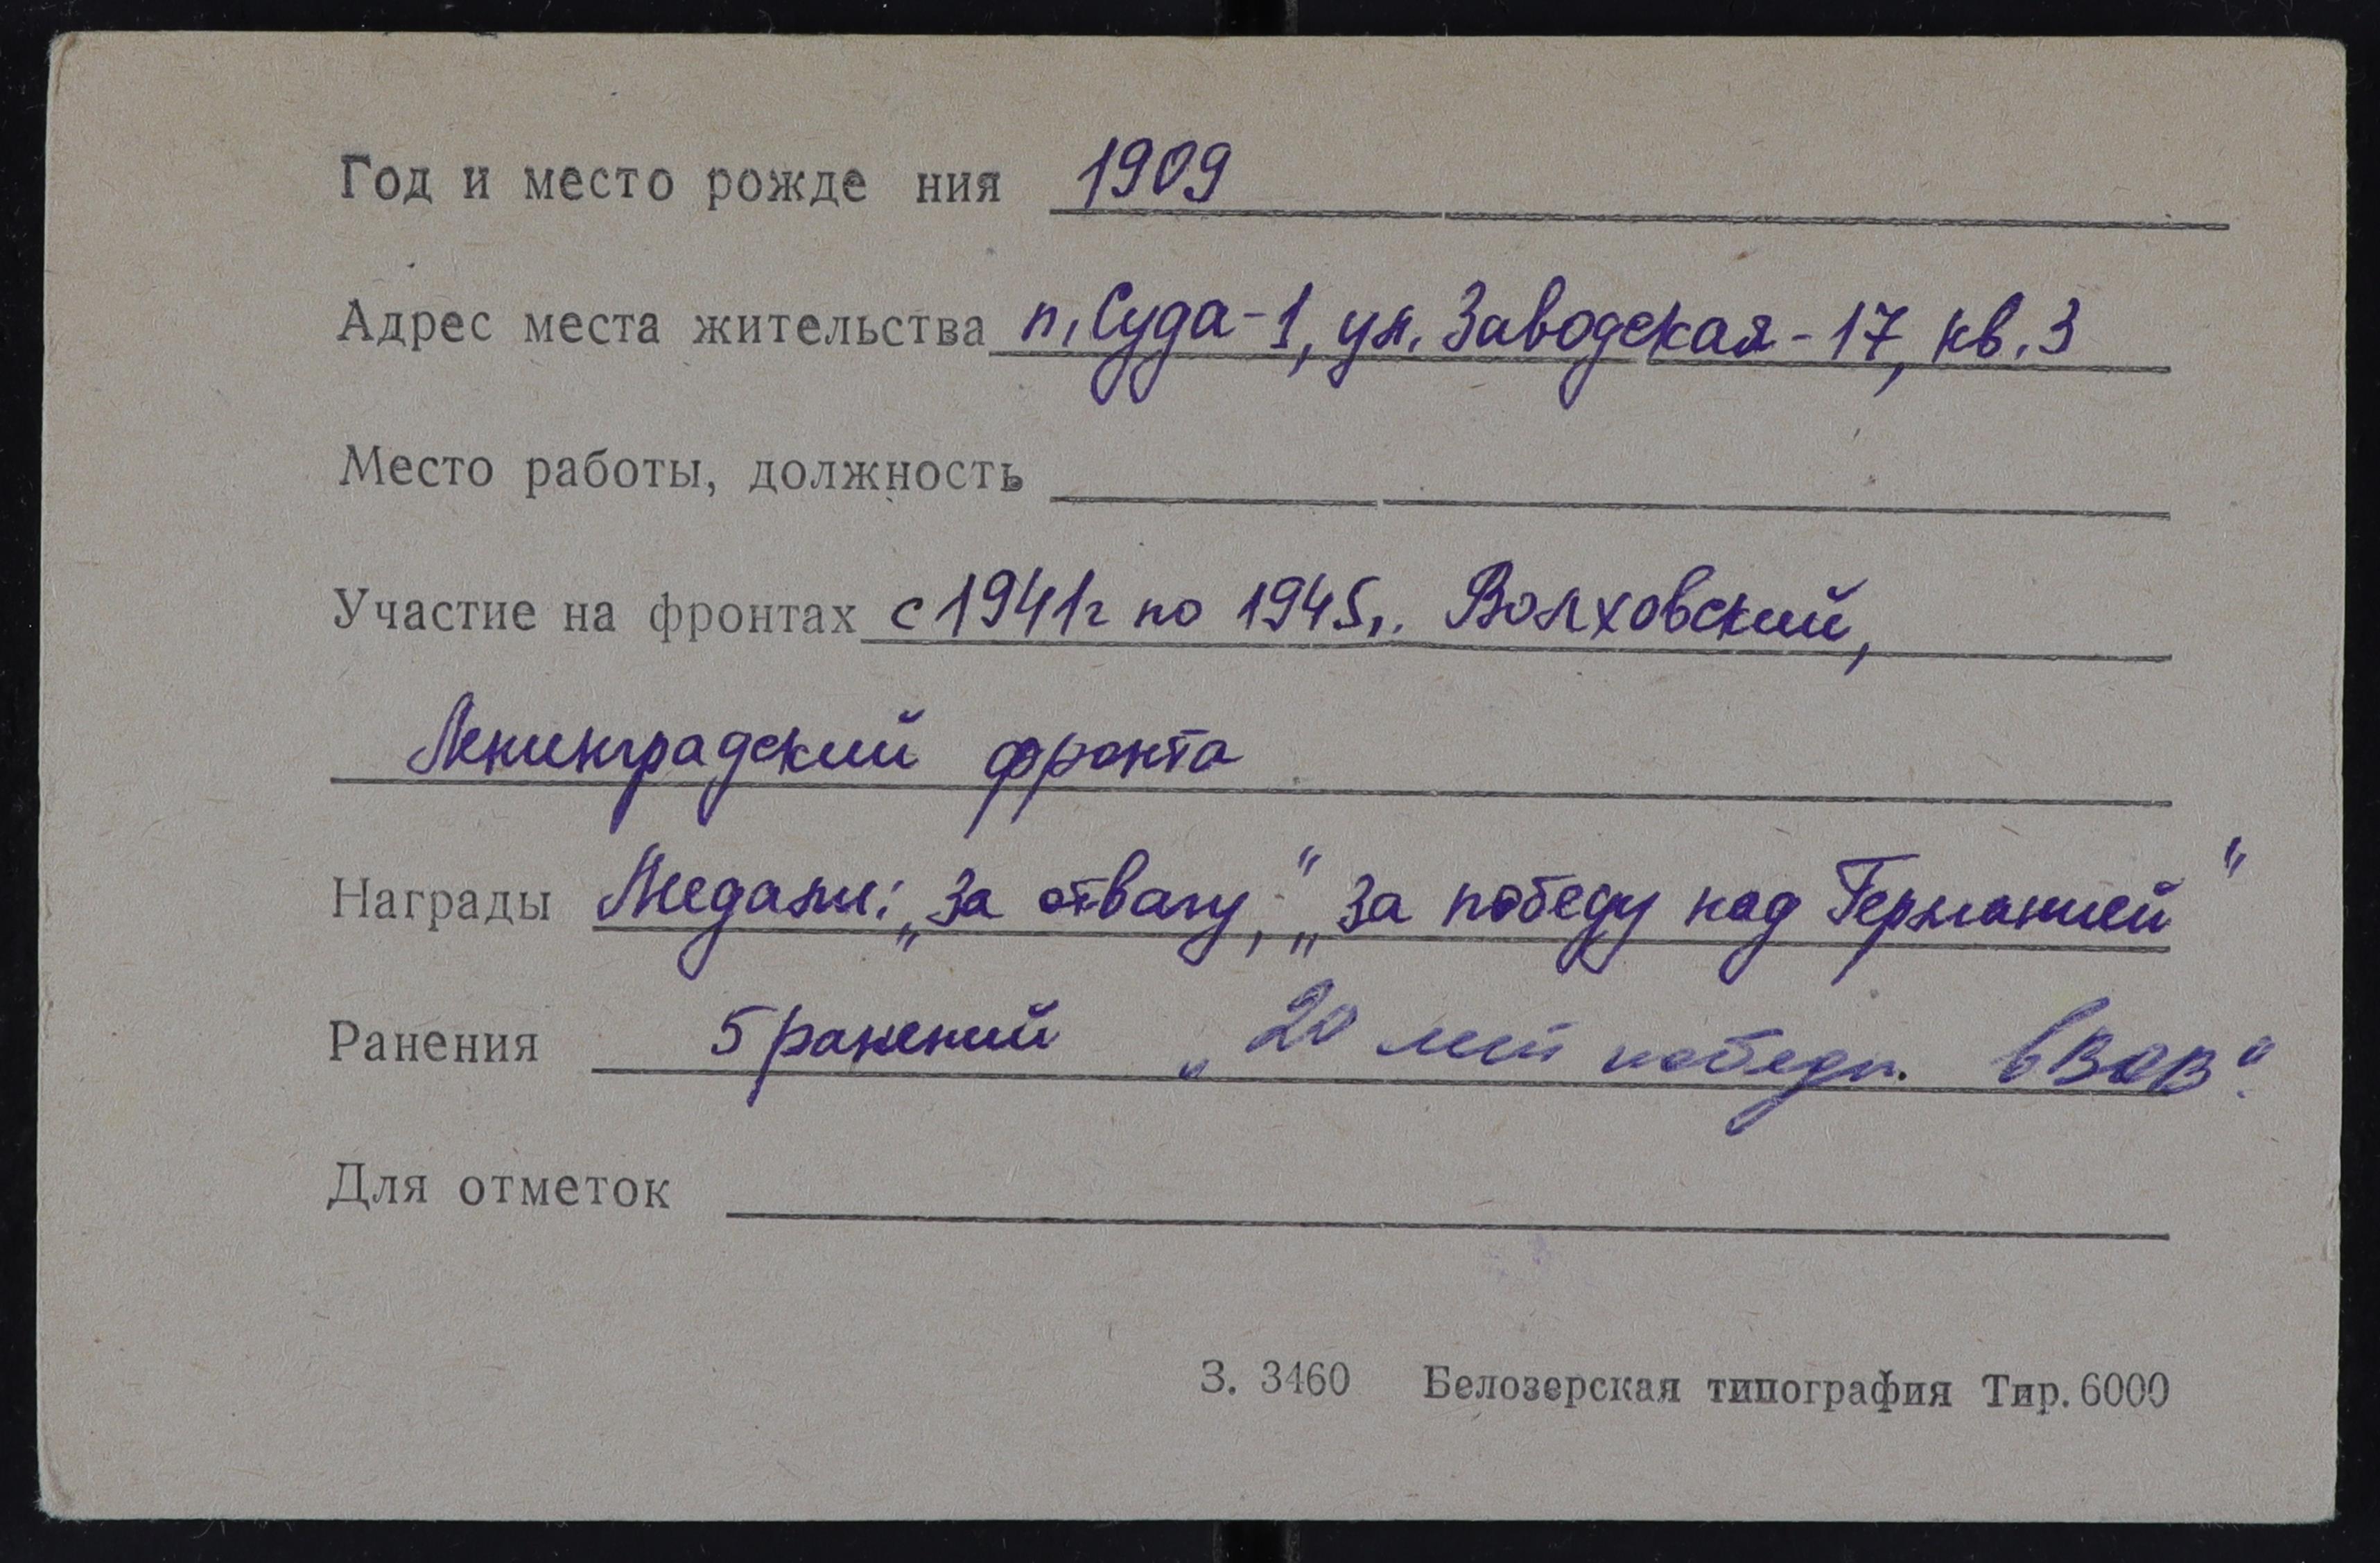 Год и место рожде ния 1909
Адрес места жительства п. Суда-1, ул. Заводская-17, кв. 3
Место работы, должность
Участие на фронтах с 1941г по 1945г. Волховский,
Ленинградский фронта
Награды Медали: „За отвагу,“ „За победу над Германией“
Ранения 5 ранений „20 лет победы в ВОВ“.
Для отметок
З. 3460 Белозерская типография Тир. 6000